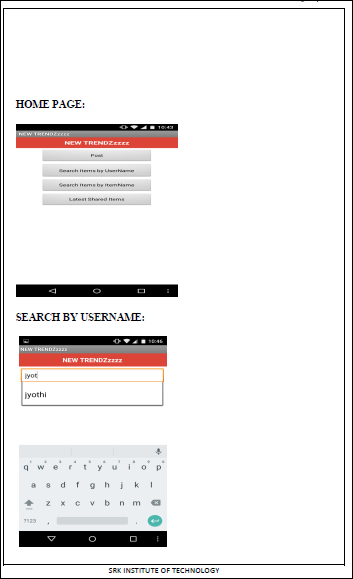 HOME PAGE:
10:43
NEW TRENDZzzzz
NEW TRENDZzzzz
Post
Search Items by UserName
Search Items by ItemName
Latest Shared Items
SEARCH BY USERNAME:
10:46
NEW TRENDZzzzz
NEW TRENDZzzzz
jyot
jyothi
q w e r t y u i o p
a s d f g h j k l
z x c v b n m
?123 , .
SRK INSTITUTE OF TECHNOLOGY